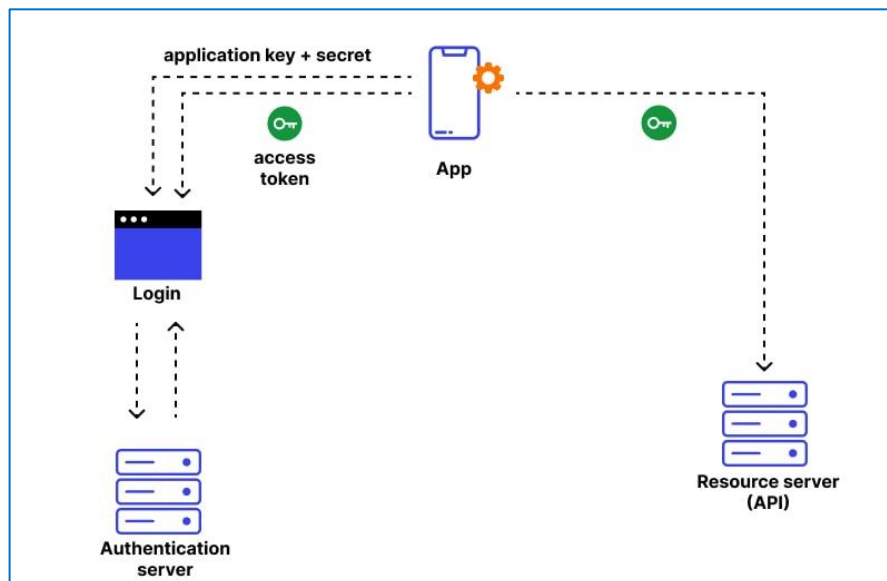 application key + secret
access
token
App
Login
Resource server
(API)
Authentication
server